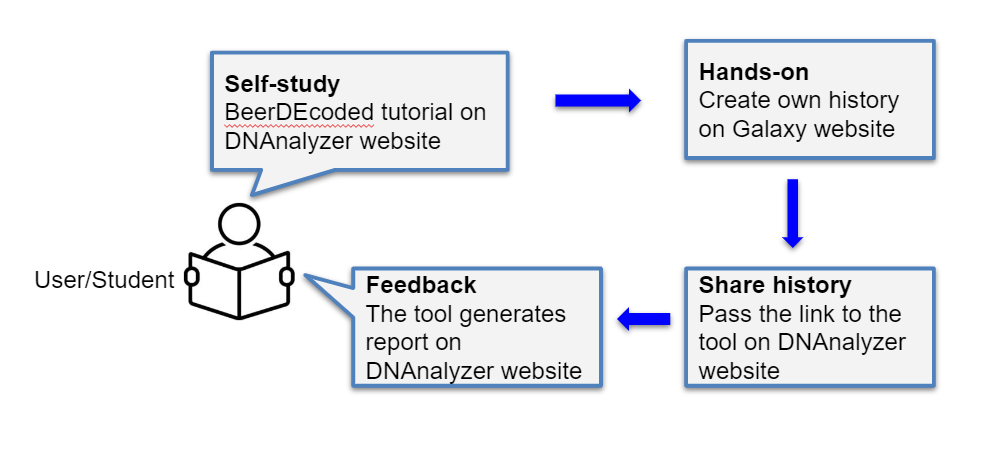 Self-study
BeerDEcoded tutorial on
DNAnalyzer website
Hands-on
Create own history
on Galaxy website
User/Student
Feedback
The tool generates
report on
DNAnalyzer website
Share history
Pass the link to the
tool on DNAnalyzer
website